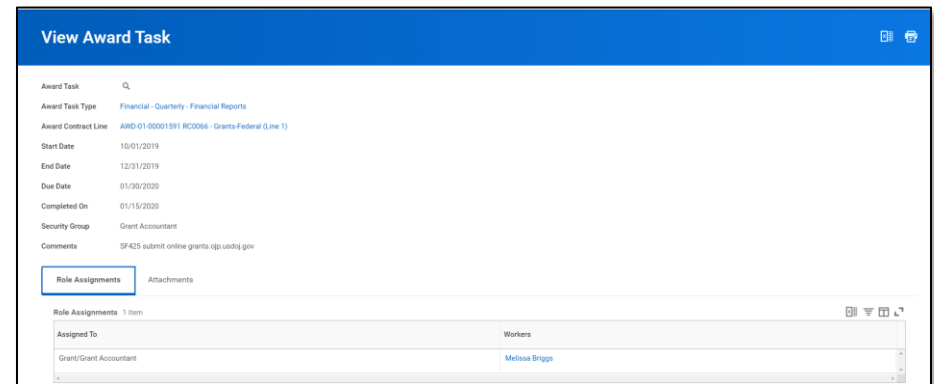 View Award Task
Award Task
Award Task Type Financial - Quarterly - Financial Reports
Award Contract Line AWD-01-00001591 RC0066 - Grants-Federal (Line 1)
Start Date 10/01/2019
End Date 12/31/2019
Due Date 01/30/2020
Completed On 01/15/2020
Security Group Grant Accountant
Comments SF425 submit online grants.ojp.usdoj.gov
Role Assignments Attachments
Role Assignments 1 item
Assigned To Workers
Grant/Grant Accountant Melissa Briggs